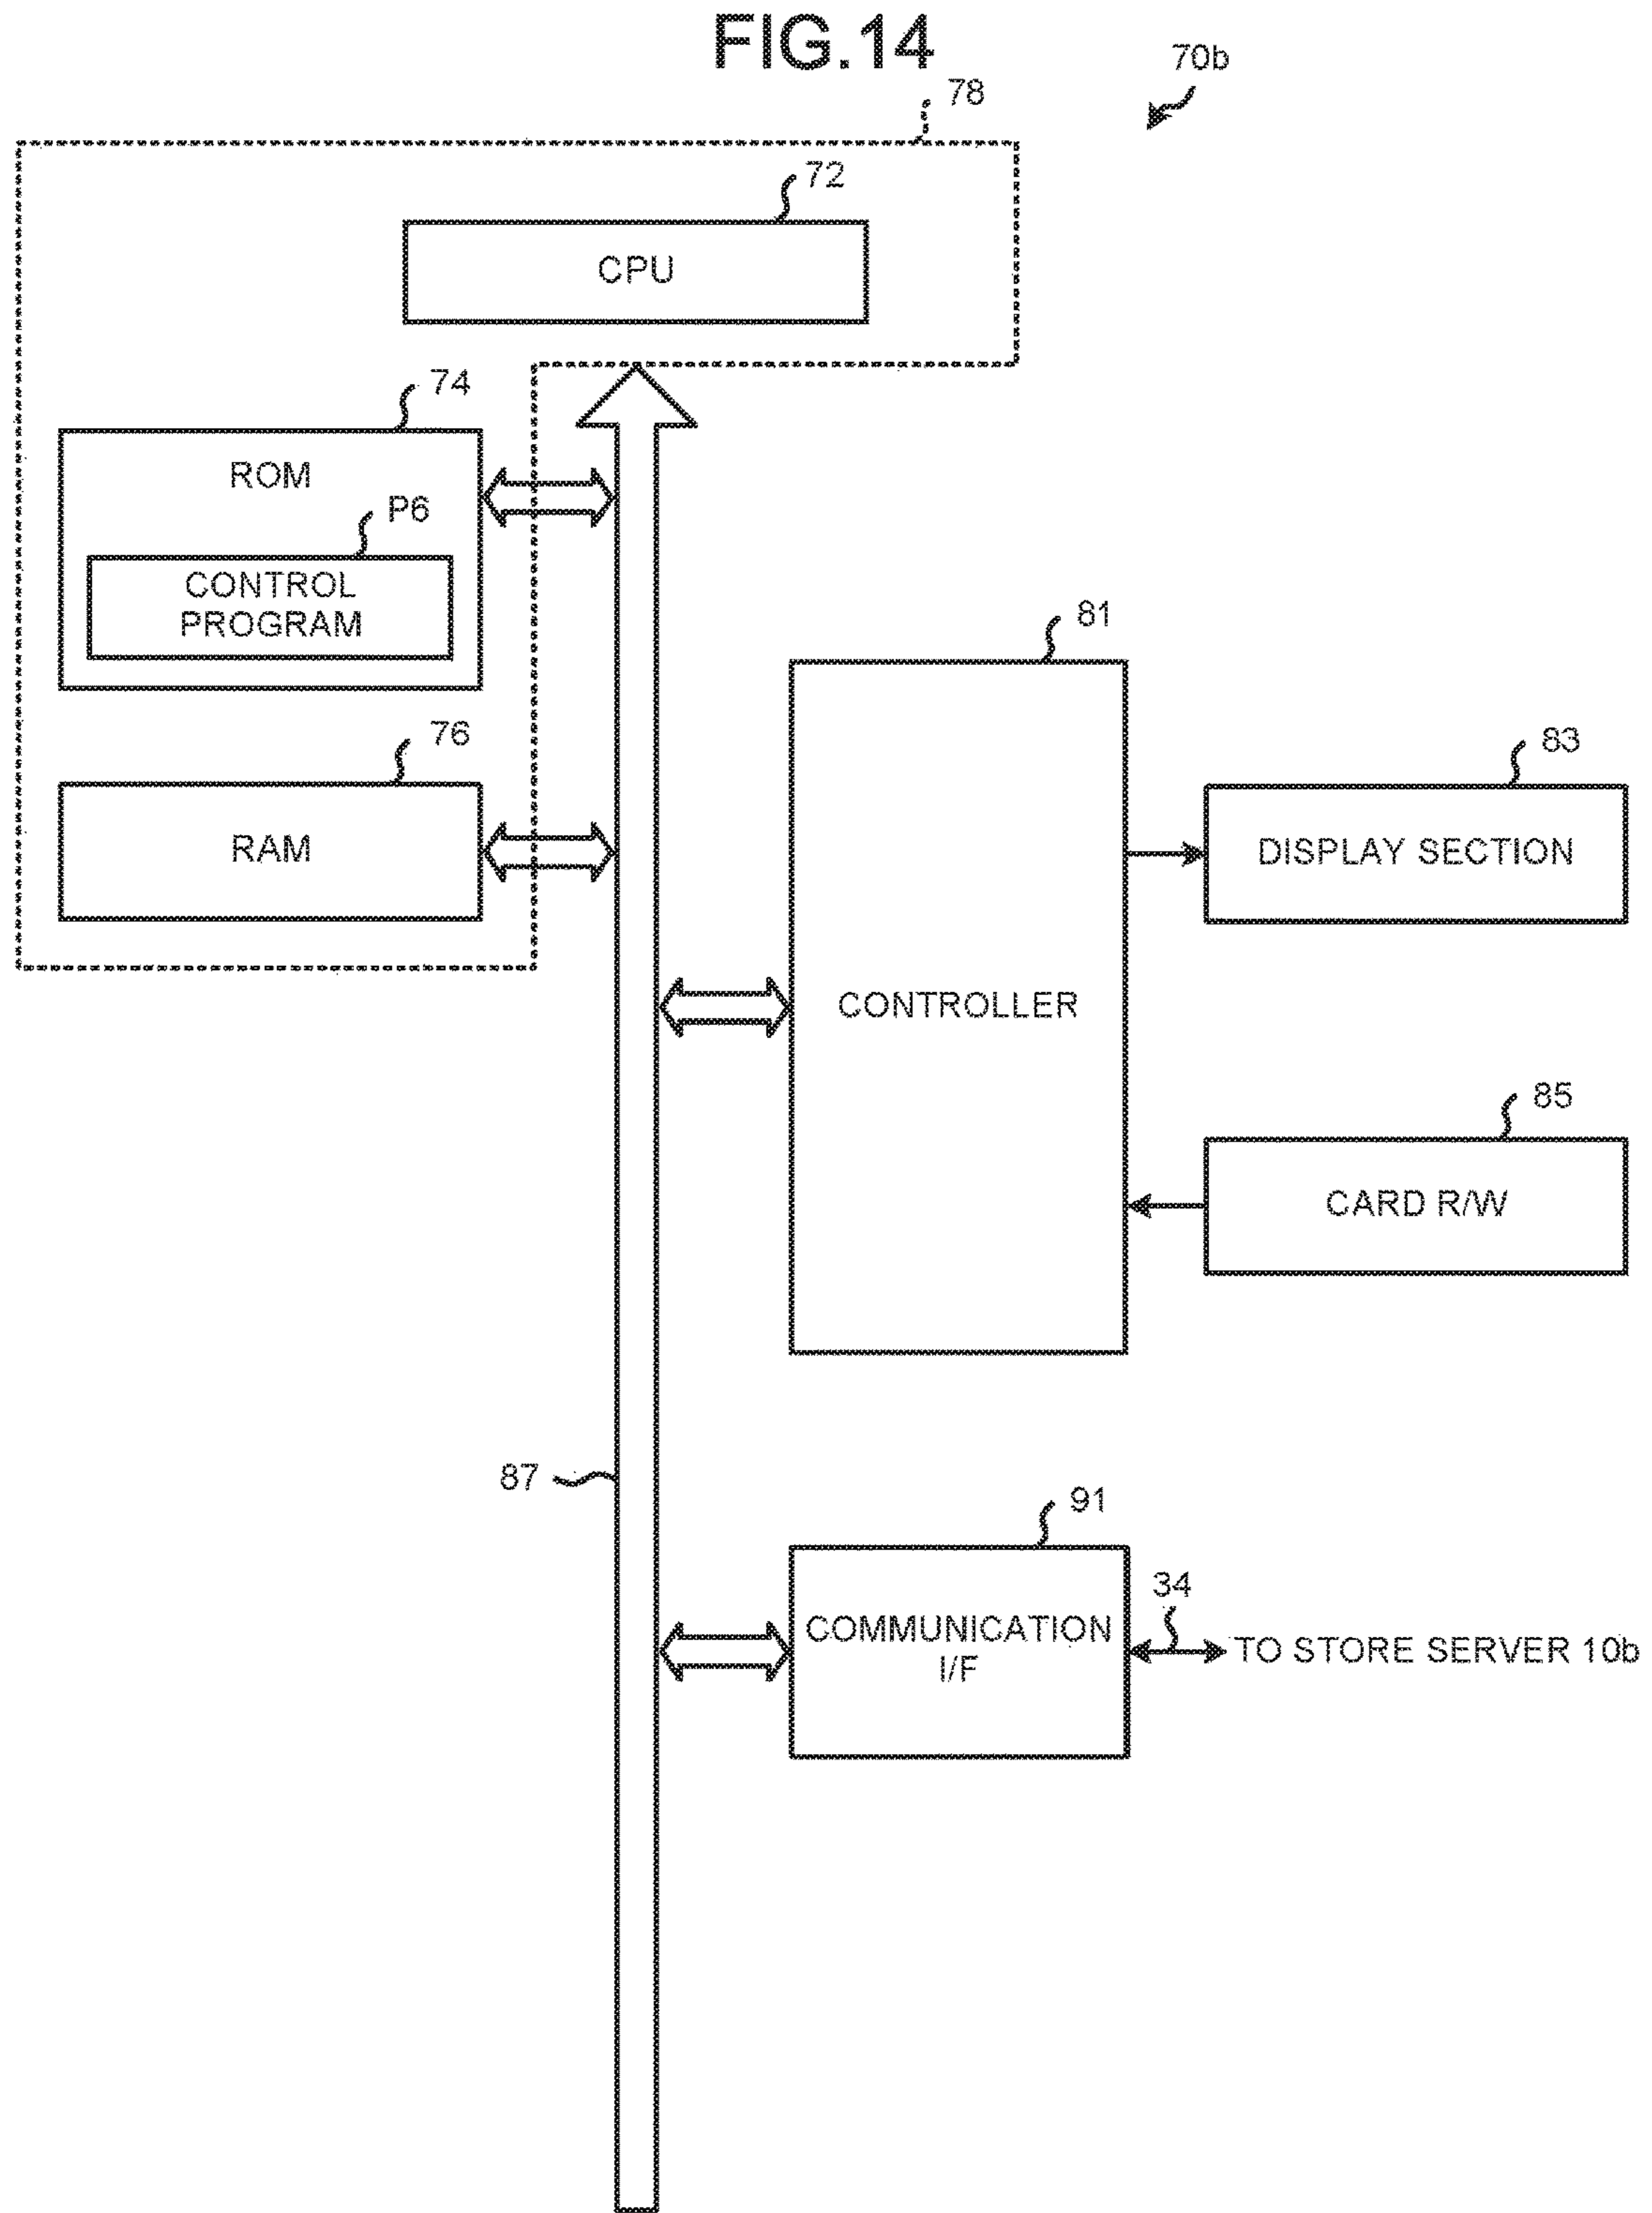 FIG.14
70b
78
72
CPU
74
ROM
P6
CONTROL
PROGRAM
76
RAM
81
CONTROLLER
83
DISPLAY SECTION
85
CARD R/W
87
91
COMMUNICATION
I/F
34
TO STORE SERVER 10b